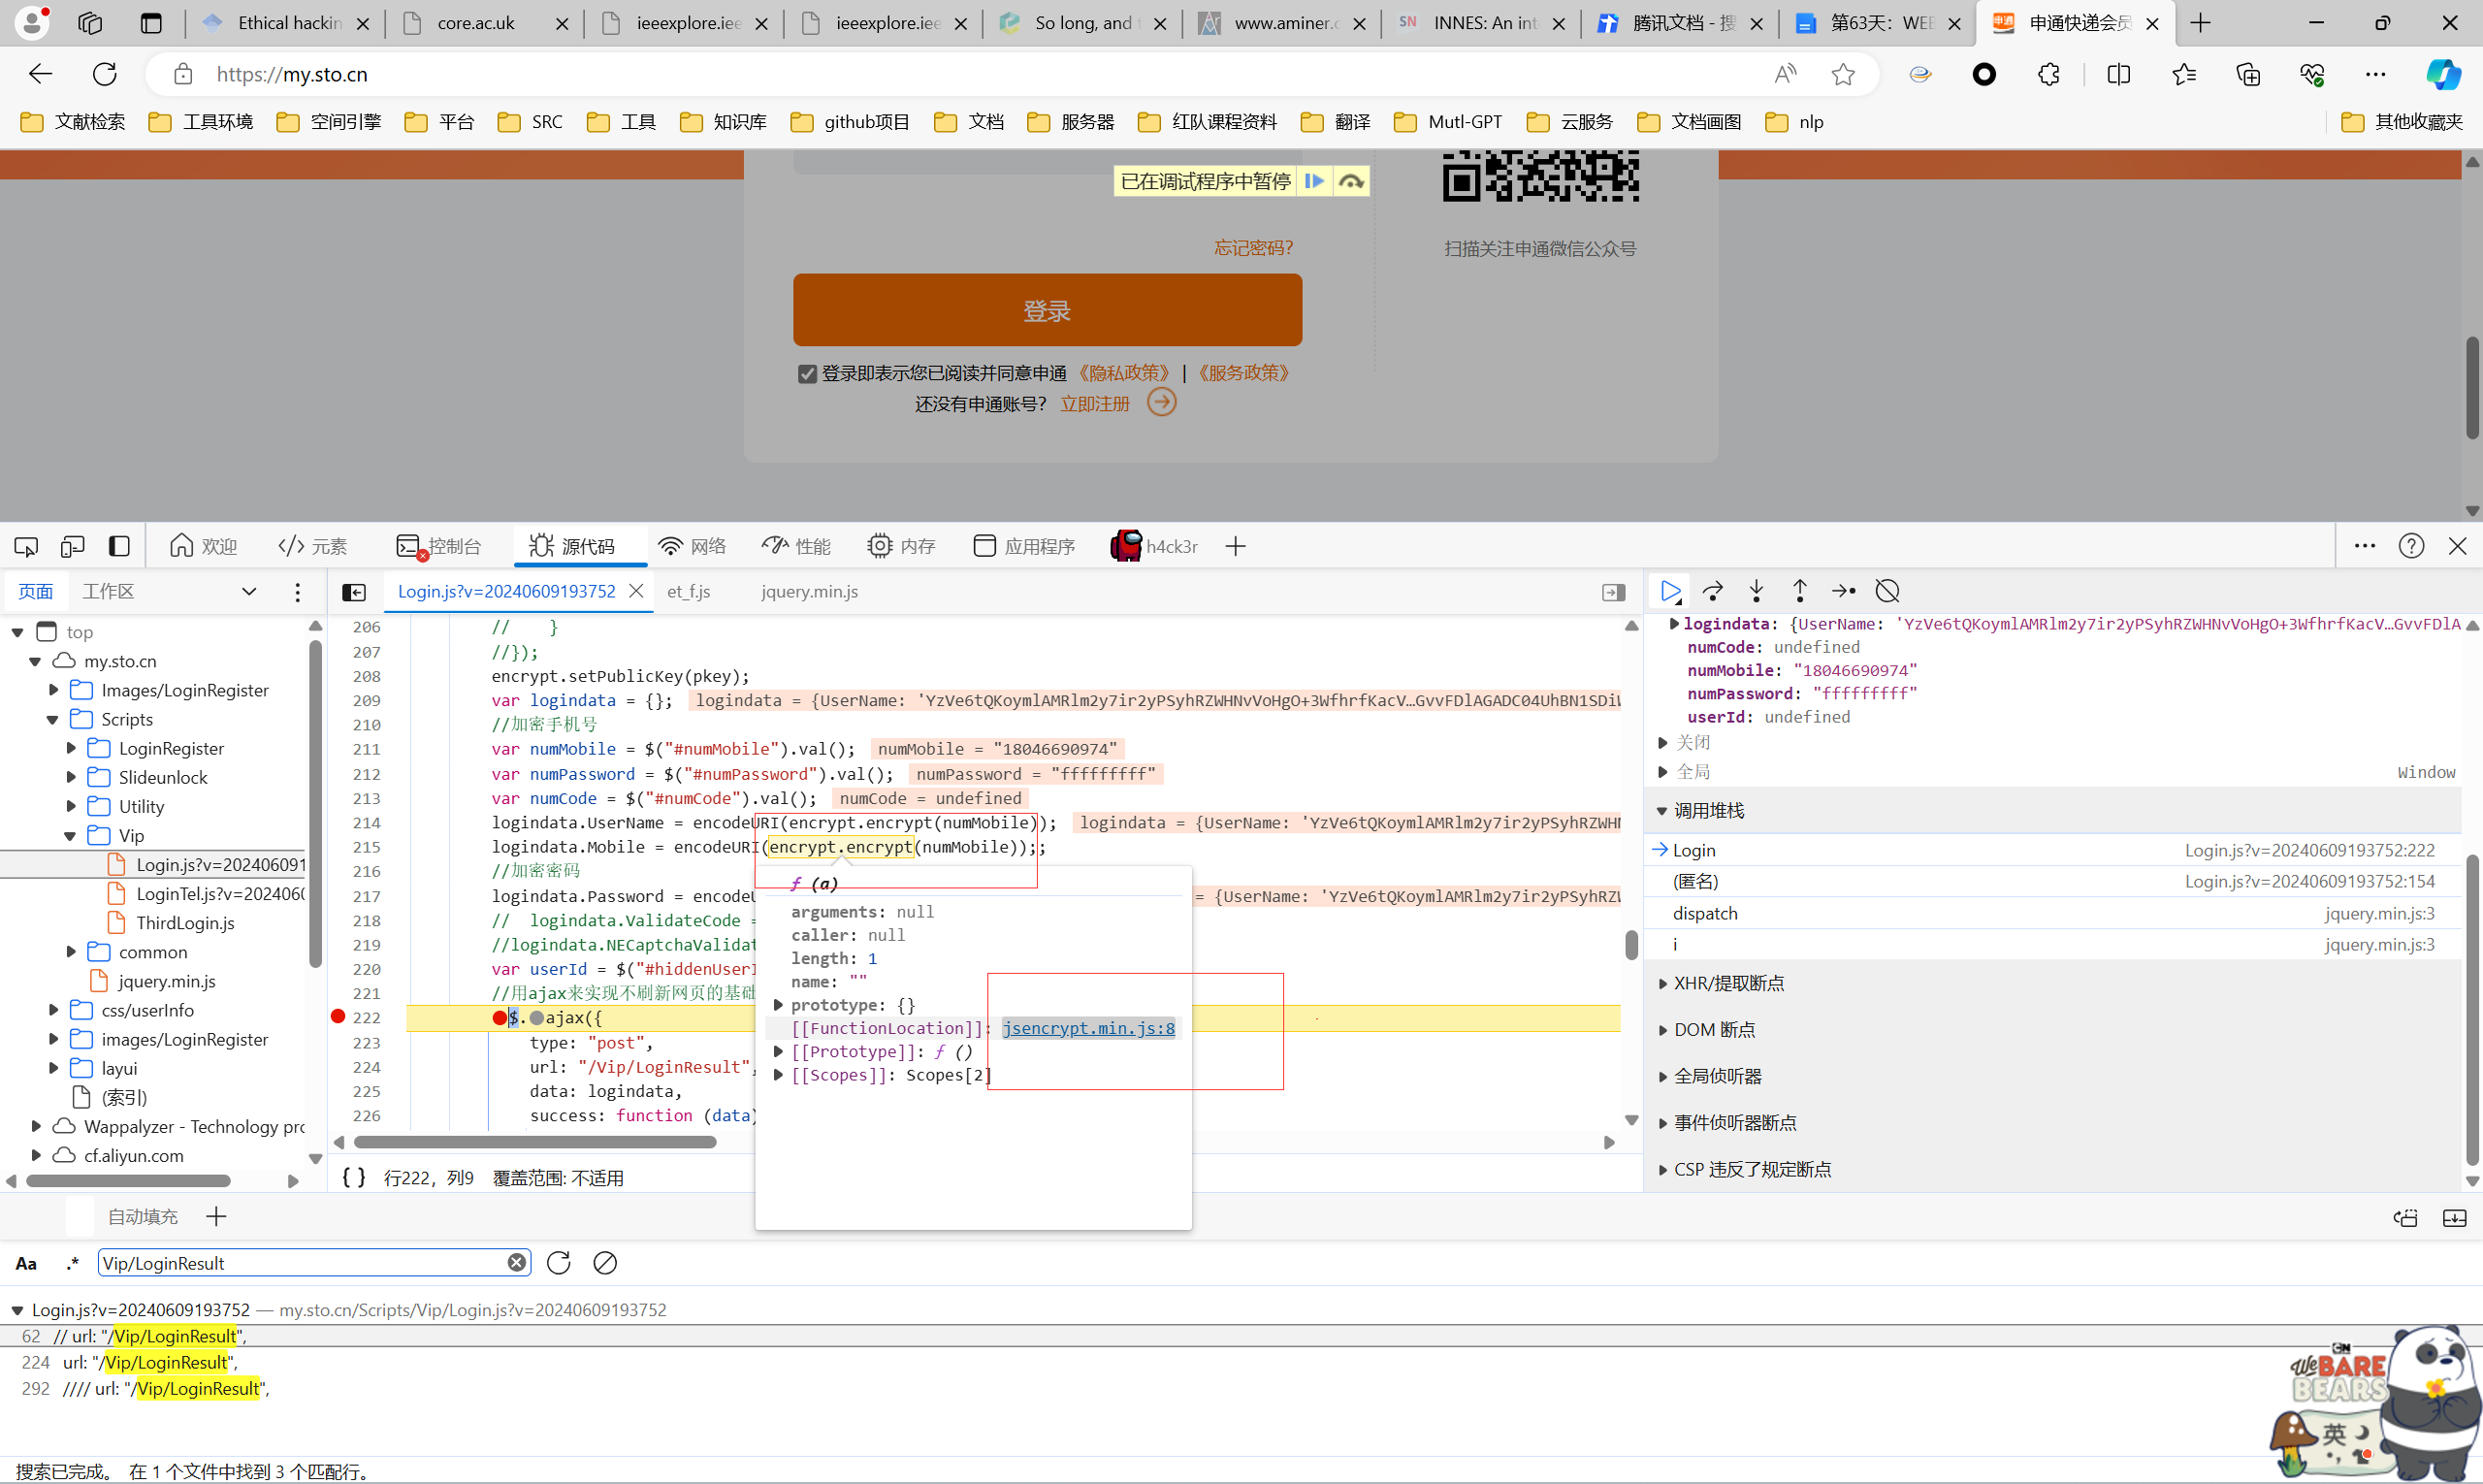 Ethical hackin
core.ac.uk
ieeexplore.iee
ieeexplore.iee
So long, and t
www.aminer.c
SN INNES: An int
腾讯文档 - 搜
第63天：WEB
申通快递会员
https://my.sto.cn
文献检索 工具环境 空间引擎 平台 SRC 工具 知识库 github项目 文档 服务器 红队课程资料 翻译 Mutl-GPT 云服务 文档画图 nlp 其他收藏夹
已在调试程序中暂停
忘记密码?
扫描关注申通微信公众号
登录
登录即表示您已阅读并同意申通《隐私政策》 | 《服务政策》
还没有申通账号? 立即注册
欢迎 </> 元素 控制台 源代码 网络 性能 内存 应用程序 h4ck3r
页面 工作区
Login.js?v=20240609193752 et_f.js jquery.min.js
top
my.sto.cn
Images/LoginRegister
Scripts
LoginRegister
Slideunlock
Utility
Vip
Login.js?v=202406091
LoginTel.js?v=202406(
ThirdLogin.js
common
jquery.min.js
css/userInfo
images/LoginRegister
layui
(索引)
Wappalyzer - Technology pro
cf.aliyun.com
206 // }
207 //});
208 encrypt.setPublicKey(pkey);
209 var logindata = {}; logindata = {UserName: 'YzVe6tQKoymlAMRlm2y7ir2yPSyhRZWHNvVoHgO+3WfhrfKacV…GvvFDlAGADC04UhBN1SDiW
210 //加密手机号
211 var numMobile = $("#numMobile").val(); numMobile = "18046690974"
212 var numPassword = $("#numPassword").val(); numPassword = "fffffffff"
213 var numCode = $("#numCode").val(); numCode = undefined
214 logindata.UserName = encodeURI(encrypt.encrypt(numMobile)); logindata = {UserName: 'YzVe6tQKoymlAMRlm2y7ir2yPSyhRZWHN
215 logindata.Mobile = encodeURI(encrypt.encrypt(numMobile));;
216 //加密密码
217 logindata.Password = encodeU = {UserName: 'YzVe6tQKoymlAMRlm2y7ir2yPSyhRZW
218 // logindata.ValidateCode =
219 //logindata.NECaptchaValidat
220 var userId = $("#hiddenUserI
221 //用ajax来实现不刷新网页的基础
222 $.ajax({
223 type: "post",
224 url: "/Vip/LoginResult",
225 data: logindata,
226 success: function (data)
f (a)
arguments: null
caller: null
length: 1
name: ""
prototype: {}
[[FunctionLocation]]: jsencrypt.min.js:8
[[Prototype]]: f ()
[[Scopes]]: Scopes[2]
{ } 行222，列9 覆盖范围: 不适用
logindata: {UserName: 'YzVe6tQKoymlAMRlm2y7ir2yPSyhRZWHNvVoHgO+3WfhrfKacV…GvvFDlA
numCode: undefined
numMobile: "18046690974"
numPassword: "fffffffff"
userId: undefined
关闭
全局 Window
调用堆栈
Login Login.js?v=20240609193752:222
(匿名) Login.js?v=20240609193752:154
dispatch jquery.min.js:3
i jquery.min.js:3
XHR/提取断点
DOM 断点
全局侦听器
事件侦听器断点
CSP 违反了规定断点
自动填充
Aa .* Vip/LoginResult
Login.js?v=20240609193752 — my.sto.cn/Scripts/Vip/Login.js?v=20240609193752
62 // url: "/Vip/LoginResult",
224 url: "/Vip/LoginResult",
292 //// url: "/Vip/LoginResult",
CN
We BARE
BEARS
英
搜索已完成。 在 1 个文件中找到 3 个匹配行。